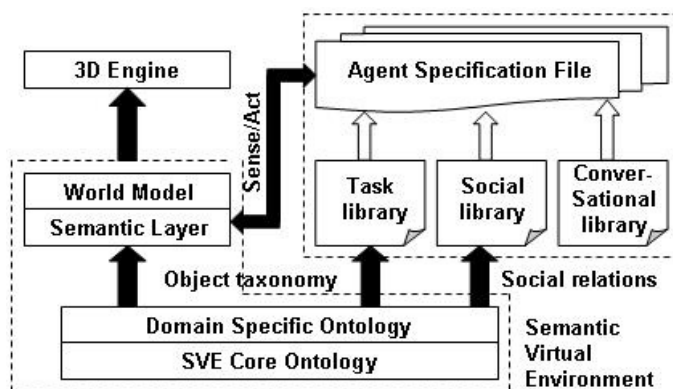 3D Engine
Agent Specification File
Sense/Act
World Model
Semantic Layer
Task
library
Social
library
Conver-
Sational
library
Object taxonomy
Social relations
Domain Specific Ontology
SVE Core Ontology
Semantic
Virtual
Environment